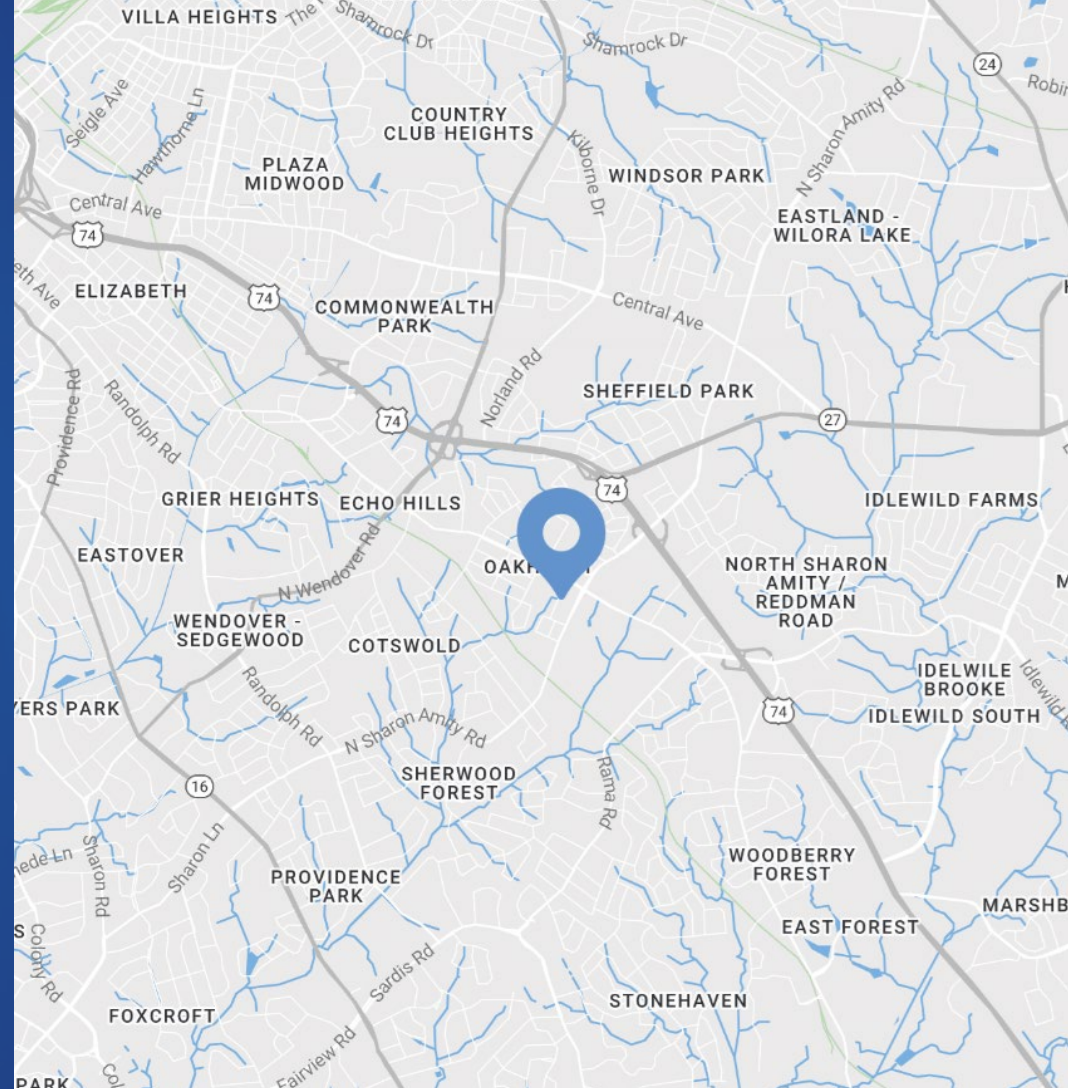 VILLA HEIGHTS
The
Shamrock Dr
Shamrock Dr
24
Seigle Ave
Hawthorne Ln
COUNTRY
CLUB HEIGHTS
Kilborne Dr
N Sharon Amity Rd
PLAZA
MIDWOOD
WINDSOR PARK
Central Ave
74
EASTLAND -
WILORA LAKE
ELIZABETH
74
COMMONWEALTH
PARK
Central Ave
Norland Rd
Providence Rd
Randolph Rd
SHEFFIELD PARK
74
27
GRIER HEIGHTS
ECHO HILLS
74
IDLEWILD FARMS
EASTOVER
N Wendover Rd
NORTH SHARON
AMITY /
REDDMAN
ROAD
WENDOVER -
SEDGEWOOD
COTSWOLD
IDELWILE
BROOKE
Idlewild
Randolph Rd
N Sharon Amity Rd
74
IDLEWILD SOUTH
PARK
16
SHERWOOD
FOREST
Rama Rd
Sharon Ln
Sharon Rd
Ln
PROVIDENCE
PARK
WOODBERRY
FOREST
EAST FOREST
Colony Rd
Sardis Rd
FOXCROFT
STONEHAVEN
Fairview Rd
PARK